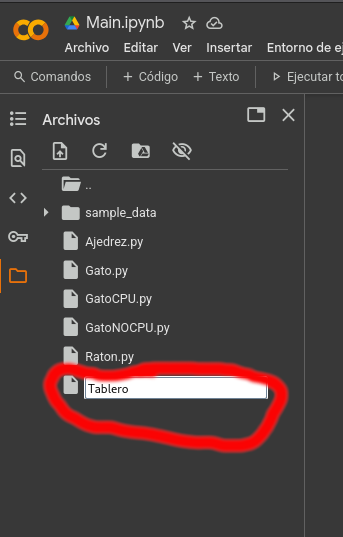 Main.ipynb
Archivo Editar Ver Insertar Entorno de ej
Comandos + Código + Texto Ejecutar to
Archivos
..
sample_data
Ajedrez.py
Gato.py
GatoCPU.py
GatoNOCPU.py
Raton.py
Tablero